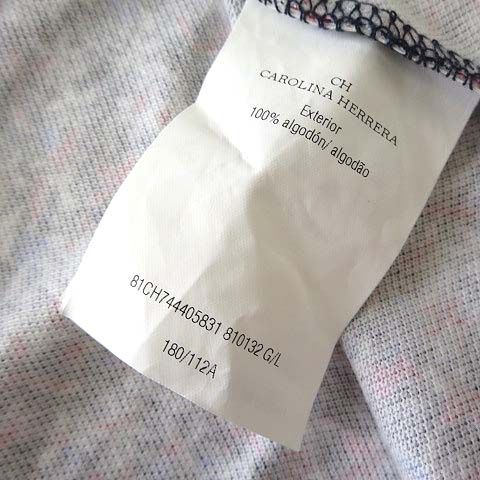 CH
CAROLINA HERRERA
Exterior
100% algodón/ algodão
81CH744405831 810132 G/L
180/112A